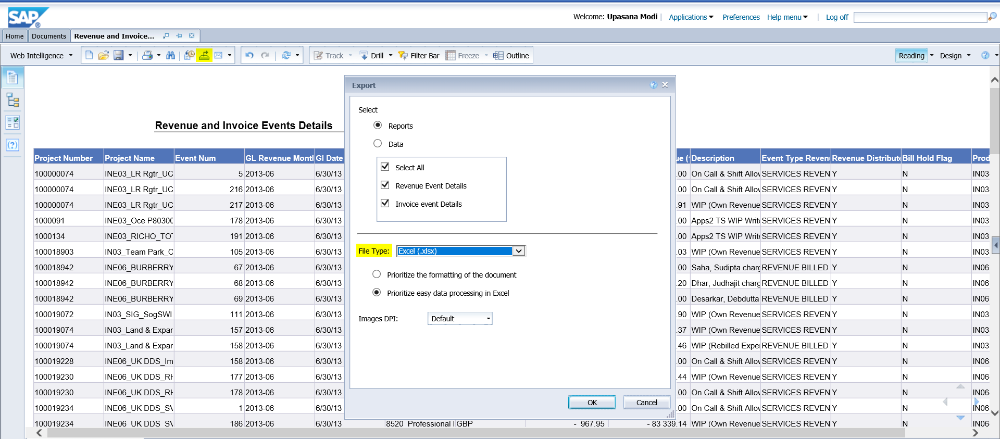 SAP
Welcome: Upasana Modi | Applications Preferences Help menu | Log off
Home Documents Revenue and Invoice...
Web Intelligence Track Drill Filter Bar Freeze Outline Reading Design
Export
Select
Reports
Data
Select All
Revenue Event Details
Invoice event Details
File Type: Excel (.xlsx)
Prioritize the formatting of the document
Prioritize easy data processing in Excel
Images DPI: Default
OK Cancel
Revenue and Invoice Events Details
Project Number Project Name Event Num GL Revenue Montl Gl Date ue ( Description Event Type Reven Revenue Distribut Bill Hold Flag Prod
100000074 INE03_LR Rgtr_UC 5 2013-06 6/30/13 .00 On Call & Shift Allo SERVICES REVEN Y N IN03
100000074 INE03_LR Rgtr_UC 216 2013-06 6/30/13 .00 On Call & Shift Allo SERVICES REVEN Y N IN03
100000074 INE03_LR Rgtr_UC 217 2013-06 6/30/13 .91 WIP (Own Revenue SERVICES REVEN Y N IN03
1000091 INE03_Oce P8030 178 2013-06 6/30/13 .00 Apps2 TS WIP Writ SERVICES REVEN Y N IN03
1000134 INE03_RICHO_TO 191 2013-06 6/30/13 .00 Apps2 TS WIP Writ SERVICES REVEN Y N IN03
100018903 IN03_Team Park_C 105 2013-06 6/30/13 .03 WIP (Own Revenue SERVICES REVEN Y N IN03
100018942 INE06_BURBERRY 67 2013-06 6/30/13 .00 Saha, Sudipta char REVENUE BILLED Y N IN06
100018942 INE06_BURBERRY 68 2013-06 6/30/13 .20 Dhar, Judhajit char REVENUE BILLED Y N IN06
100018942 INE06_BURBERRY 69 2013-06 6/30/13 .00 Desarkar, Debdutta REVENUE BILLED Y N IN06
100019072 IN03_SIG_SogSWI 111 2013-06 6/30/13 .90 WIP (Own Revenue SERVICES REVEN Y N IN03
100019074 IN03_Land & Expar 157 2013-06 6/30/13 .37 WIP (Own Revenue SERVICES REVEN Y N IN03
100019074 IN03_Land & Expar 158 2013-06 6/30/13 .46 WIP (Rebilled Expe REVENUE BILLED Y N IN03
100019228 INE06_UK DDS_Im 158 2013-06 6/30/13 .00 On Call & Shift Allo SERVICES REVEN Y N IN06
100019230 INE06_UK DDS_RH 177 2013-06 6/30/13 .44 WIP (Own Revenue SERVICES REVEN Y N IN06
100019230 INE06_UK DDS_RH 178 2013-06 6/30/13 .00 On Call & Shift Allo SERVICES REVEN Y N IN06
100019234 INE06_UK DDS_SV 1 2013-06 6/30/13 .00 On Call & Shift Allo SERVICES REVEN Y N IN06
100019234 INE06_UK DDS_SV 186 2013-06 6/30/13 8520 Professional I GBP - 967.95 - 83 339.14 WIP (Own Revenue SERVICES REVEN Y N IN06